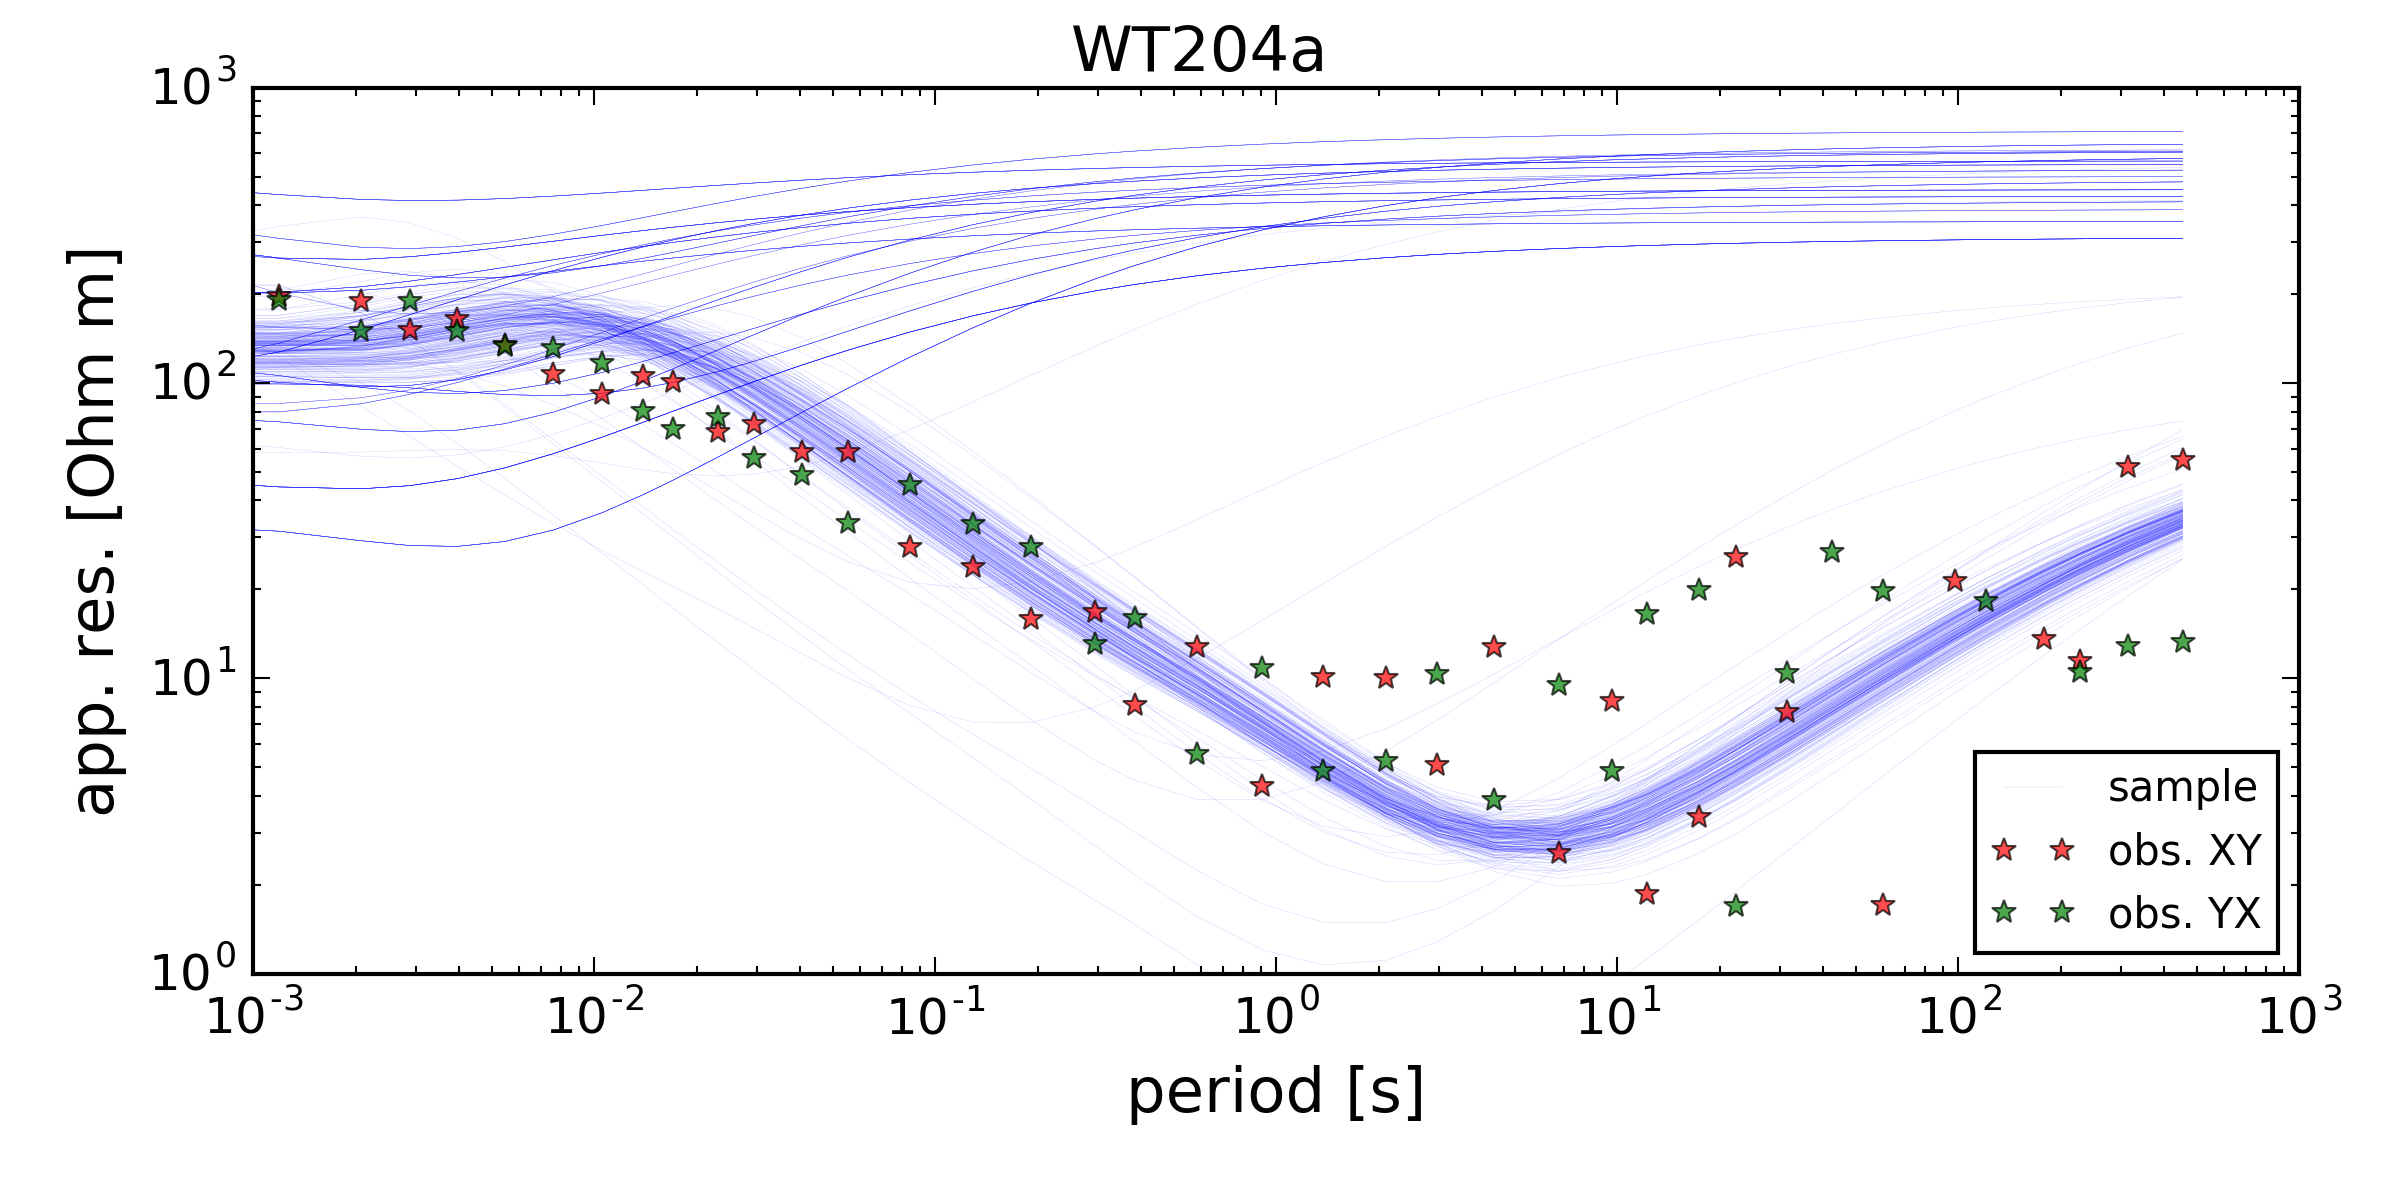 WT204a
app. res. [Ohm m]
10^3
10^2
10^1
10^0
10^-3 10^-2 10^-1 10^0 10^1 10^2 10^3
period [s]
sample
obs. XY
obs. YX